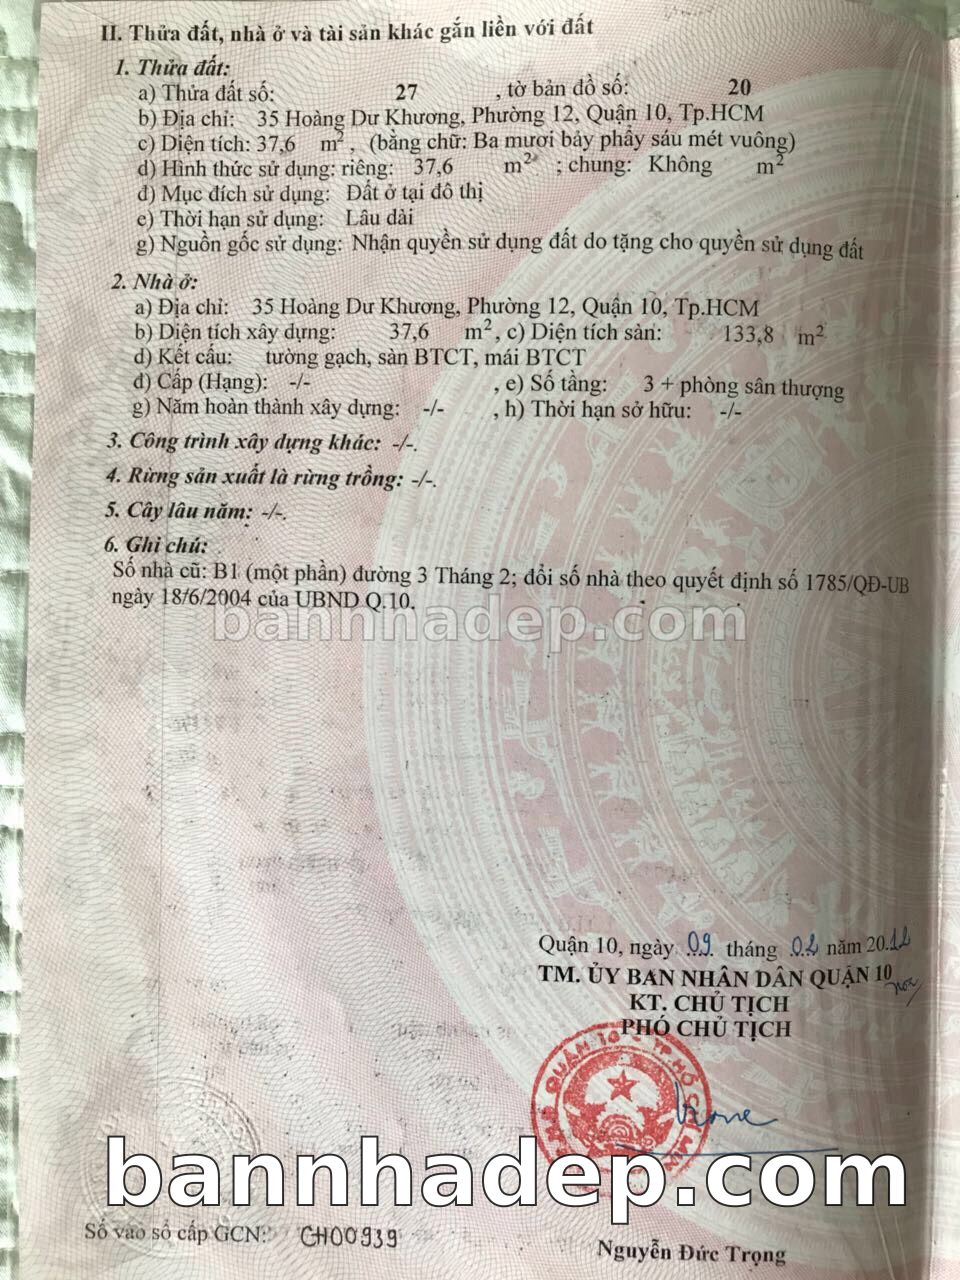 II. Thửa đất, nhà ở và tài sản khác gắn liền với đất
1. Thửa đất:
a) Thửa đất số: 27 , tờ bản đồ số: 20
b) Địa chỉ: 35 Hoàng Dư Khương, Phường 12, Quận 10, Tp.HCM
c) Diện tích: 37,6 m², (bằng chữ: Ba mươi bảy phẩy sáu mét vuông)
d) Hình thức sử dụng: riêng: 37,6 m² ; chung: Không m²
đ) Mục đích sử dụng: Đất ở tại đô thị
e) Thời hạn sử dụng: Lâu dài
g) Nguồn gốc sử dụng: Nhận quyền sử dụng đất do tặng cho quyền sử dụng đất
2. Nhà ở:
a) Địa chỉ: 35 Hoàng Dư Khương, Phường 12, Quận 10, Tp.HCM
b) Diện tích xây dựng: 37,6 m², c) Diện tích sàn: 133,8 m²
d) Kết cấu: tường gạch, sàn BTCT, mái BTCT
đ) Cấp (Hạng): -/- , e) Số tầng: 3 + phòng sân thượng
g) Năm hoàn thành xây dựng: -/- , h) Thời hạn sở hữu: -/-
3. Công trình xây dựng khác: -/-.
4. Rừng sản xuất là rừng trồng: -/-.
5. Cây lâu năm: -/-.
6. Ghi chú:
Số nhà cũ: B1 (một phần) đường 3 Tháng 2; đổi số nhà theo quyết định số 1785/QĐ-UB
ngày 18/6/2004 của UBND Q.10.
bannhadep.com
Quận 10, ngày 09 tháng 02 năm 2012
TM. ỦY BAN NHÂN DÂN QUẬN 10
KT. CHỦ TỊCH
PHÓ CHỦ TỊCH
QUẬN 10 - TP HỒ CHÍ MINH
bannhadep.com
Số vào sổ cấp GCN: CH00939
Nguyễn Đức Trọng